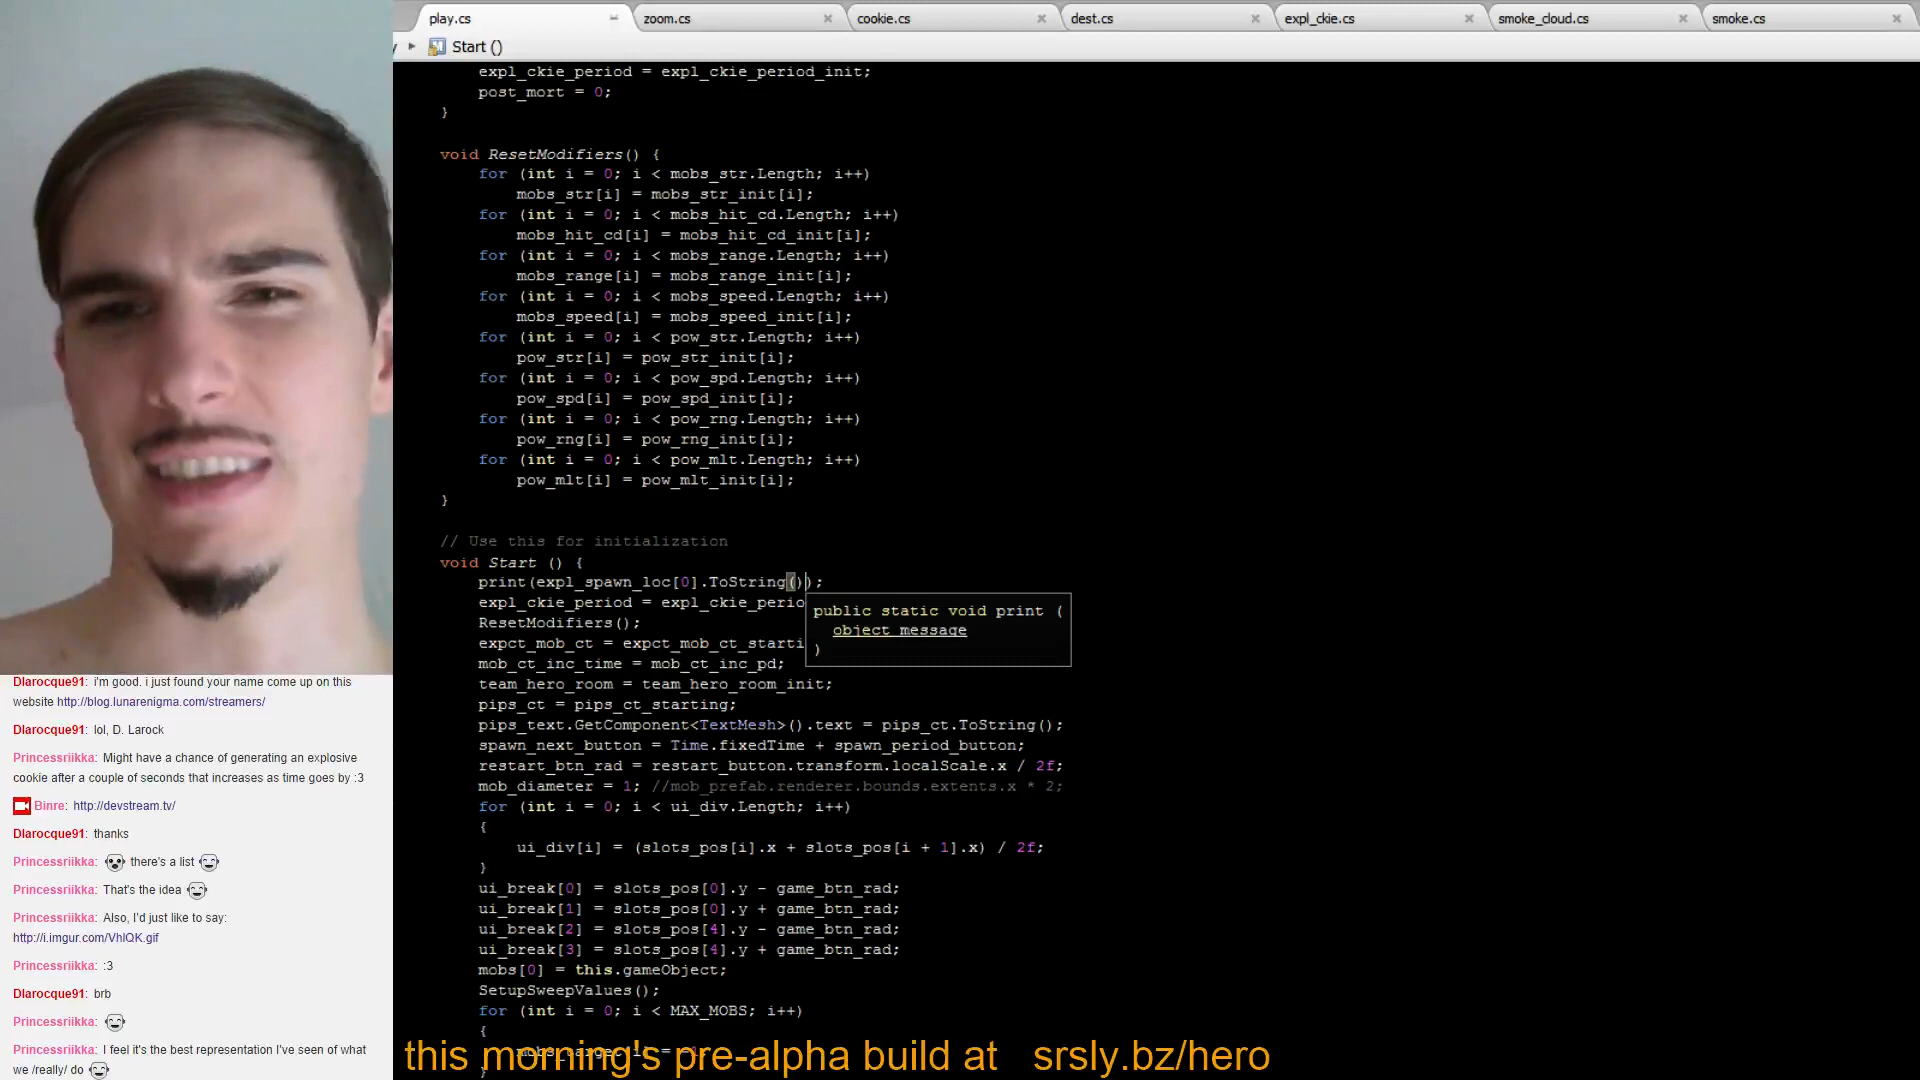 play.cs
zoom.cs
cookie.cs
dest.cs
expl_ckie.cs
smoke_cloud.cs
smoke.cs
Start ()
expl_ckie_period = expl_ckie_period_init;
post_mort = 0;
}
void ResetModifiers() {
for (int i = 0; i < mobs_str.Length; i++)
mobs_str[i] = mobs_str_init[i];
for (int i = 0; i < mobs_hit_cd.Length; i++)
mobs_hit_cd[i] = mobs_hit_cd_init[i];
for (int i = 0; i < mobs_range.Length; i++)
mobs_range[i] = mobs_range_init[i];
for (int i = 0; i < mobs_speed.Length; i++)
mobs_speed[i] = mobs_speed_init[i];
for (int i = 0; i < pow_str.Length; i++)
pow_str[i] = pow_str_init[i];
for (int i = 0; i < pow_spd.Length; i++)
pow_spd[i] = pow_spd_init[i];
for (int i = 0; i < pow_rng.Length; i++)
pow_rng[i] = pow_rng_init[i];
for (int i = 0; i < pow_mlt.Length; i++)
pow_mlt[i] = pow_mlt_init[i];
}
// Use this for initialization
void Start () {
print(expl_spawn_loc[0].ToString());
expl_ckie_period = expl_ckie_perio
ResetModifiers();
expct_mob_ct = expct_mob_ct_starti
mob_ct_inc_time = mob_ct_inc_pd;
public static void print (
object message
)
team_hero_room = team_hero_room_init;
pips_ct = pips_ct_starting;
pips_text.GetComponent<TextMesh>().text = pips_ct.ToString();
spawn_next_button = Time.fixedTime + spawn_period_button;
restart_btn_rad = restart_button.transform.localScale.x / 2f;
mob_diameter = 1; //mob_prefab.renderer.bounds.extents.x * 2;
for (int i = 0; i < ui_div.Length; i++)
{
ui_div[i] = (slots_pos[i].x + slots_pos[i + 1].x) / 2f;
}
ui_break[0] = slots_pos[0].y - game_btn_rad;
ui_break[1] = slots_pos[0].y + game_btn_rad;
ui_break[2] = slots_pos[4].y - game_btn_rad;
ui_break[3] = slots_pos[4].y + game_btn_rad;
mobs[0] = this.gameObject;
SetupSweepValues();
for (int i = 0; i < MAX_MOBS; i++)
{
this morning's pre-alpha build at srsly.bz/hero
Dlarocque91: i'm good. i just found your name come up on this
website http://blog.lunarenigma.com/streamers/
Dlarocque91: lol, D. Larock
Princessriikka: Might have a chance of generating an explosive
cookie after a couple of seconds that increases as time goes by :3
Binre: http://devstream.tv/
Dlarocque91: thanks
Princessriikka: there's a list
Princessriikka: That's the idea
Princessriikka: Also, I'd just like to say:
http://i.imgur.com/VhlQK.gif
Princessriikka: :3
Dlarocque91: brb
Princessriikka:
Princessriikka: I feel it's the best representation I've seen of what
we /really/ do